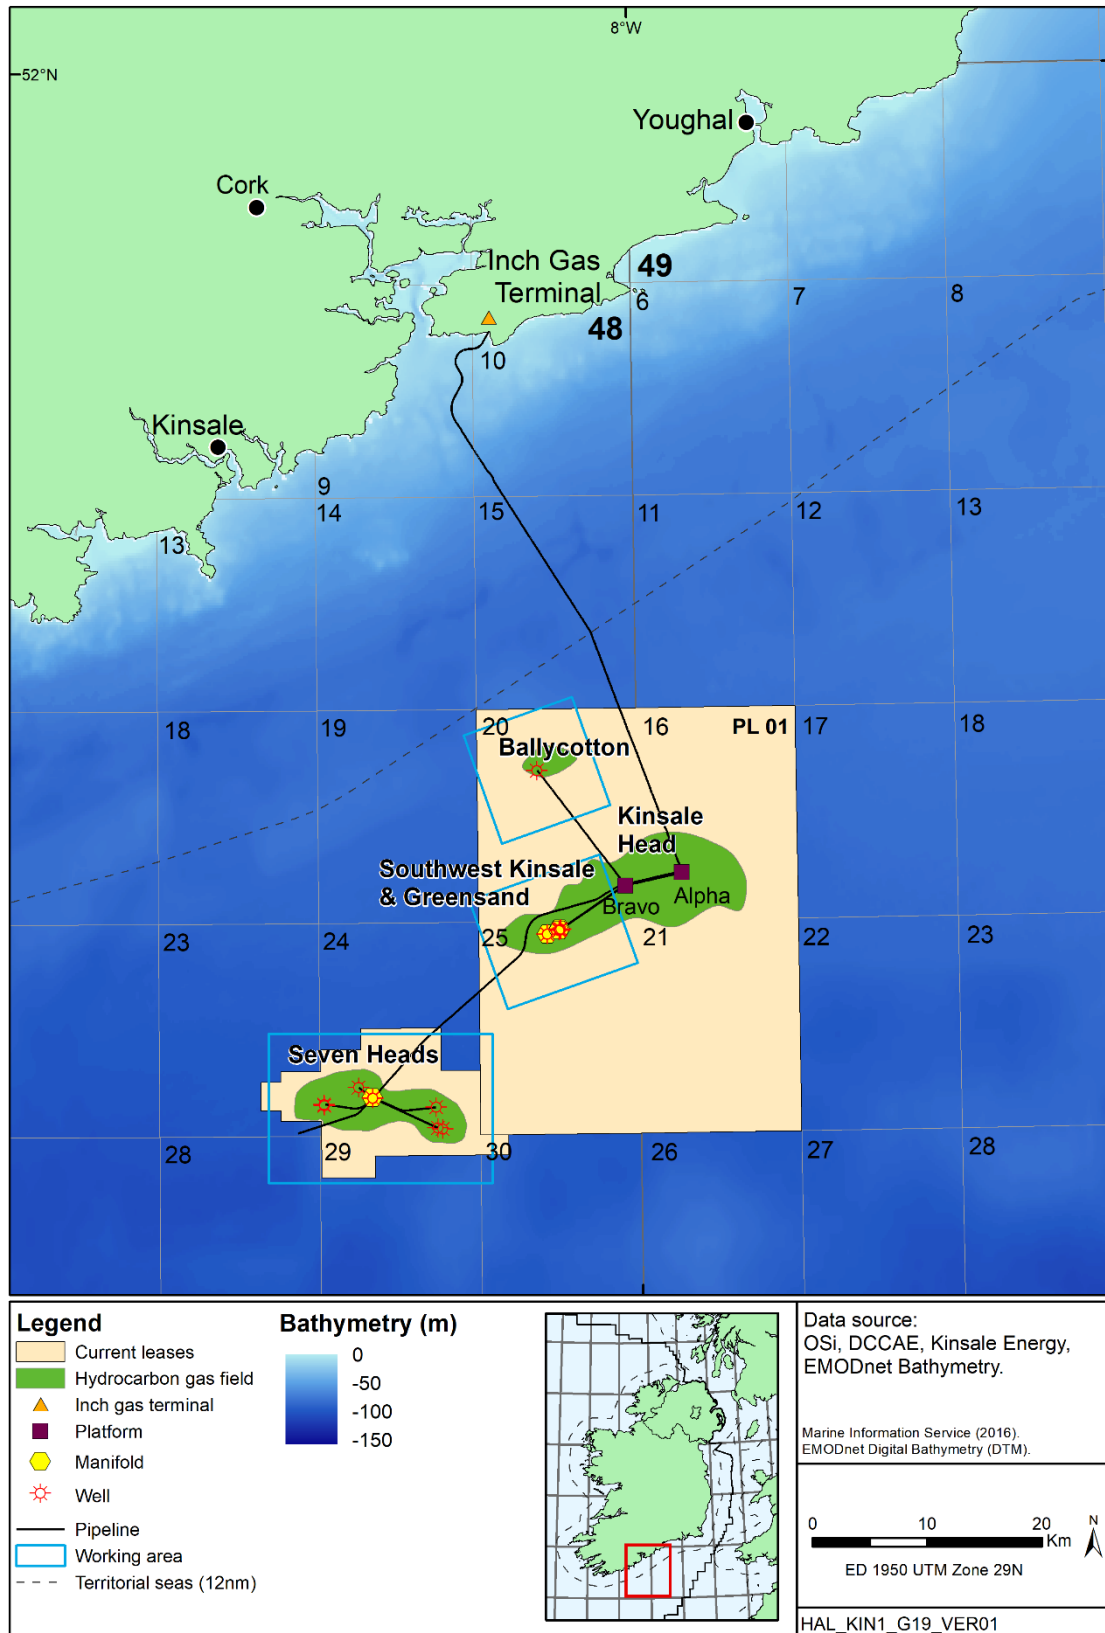 8°W
52°N
Youghal
Cork
Inch Gas
Terminal
49
6
7
8
48
10
Kinsale
9
14
15
11
12
13
13
18
19
20
16
PL 01
17
18
Ballycotton
Kinsale
Head
Southwest Kinsale
& Greensand
Bravo
Alpha
23
24
25
21
22
23
Seven Heads
28
29
30
26
27
28
Legend
Current leases
Hydrocarbon gas field
Inch gas terminal
Platform
Manifold
Well
Pipeline
Working area
Territorial seas (12nm)
Bathymetry (m)
0
-50
-100
-150
Data source:
OSi, DCCAE, Kinsale Energy,
EMODnet Bathymetry.
Marine Information Service (2016).
EMODnet Digital Bathymetry (DTM).
0 10 20
Km
N
ED 1950 UTM Zone 29N
HAL_KIN1_G19_VER01